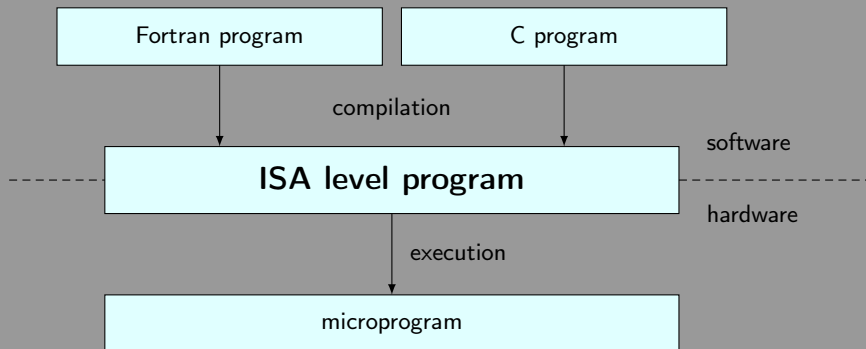 Fortran program
C program
compilation
software
ISA level program
hardware
execution
microprogram